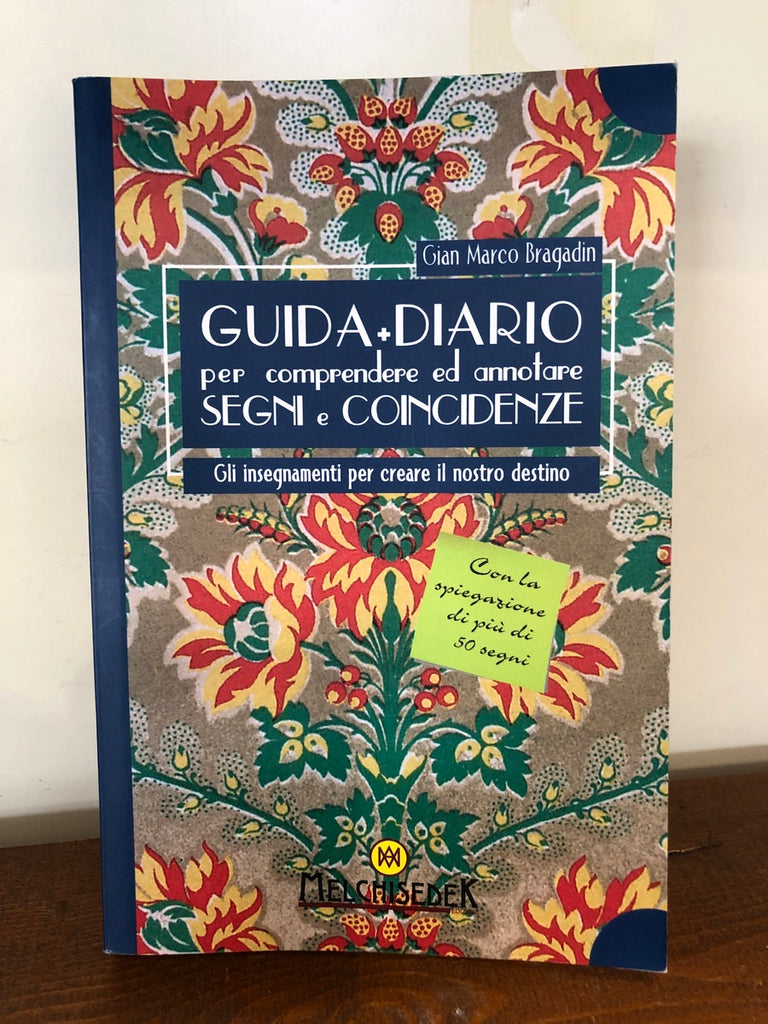 Gian Marco Bragadin
GUIDA+DIARIO
per comprendere ed annotare
SEGNI e COINCIDENZE
Gli insegnamenti per creare il nostro destino
Con la
spiegazione
di più di
50 segni
MELCHISEDEK
EDIZIONI